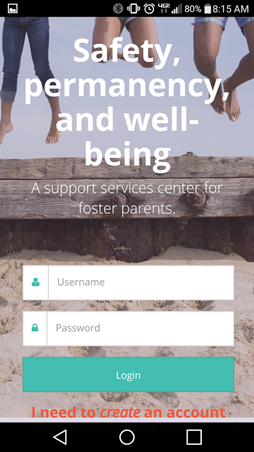 80% 8:15 AM
Safety,
permanency,
and well-
being
A support services center for
foster parents.
Username
Password
Login
I need to create an account